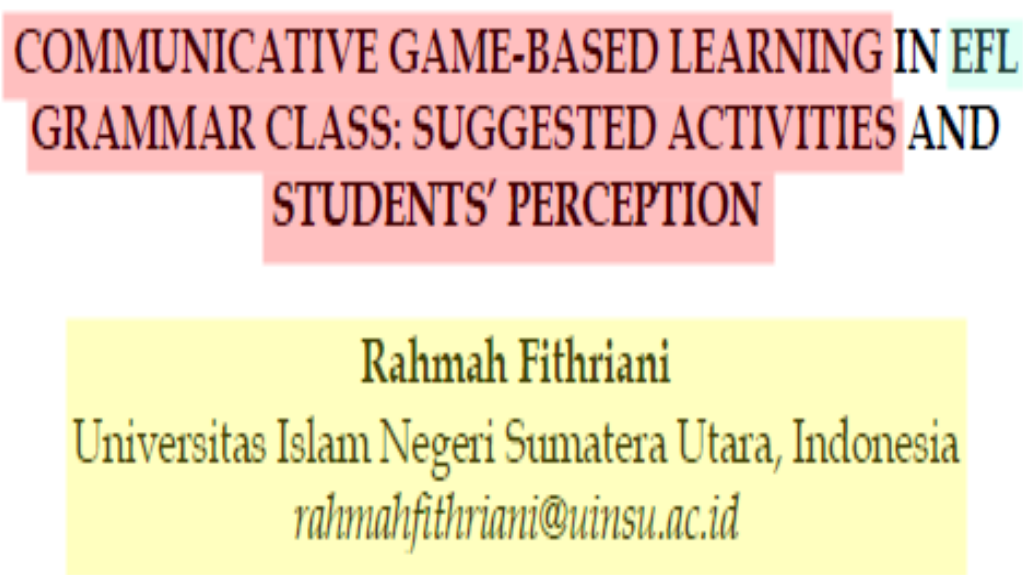 COMMUNICATIVE GAME-BASED LEARNING IN EFL
GRAMMAR CLASS: SUGGESTED ACTIVITIES AND
STUDENTS’ PERCEPTION
Rahmah Fithriani
Universitas Islam Negeri Sumatera Utara, Indonesia
rahmahfithriani@uinsu.ac.id